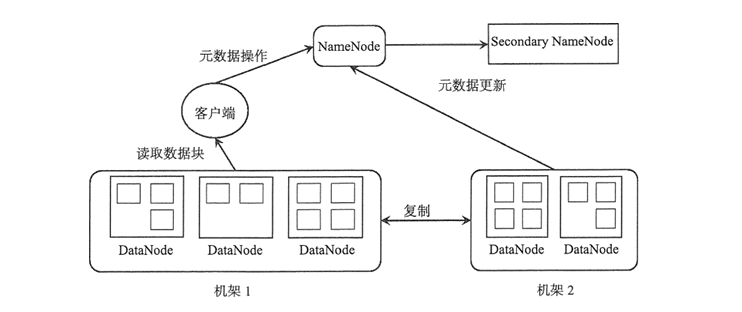 元数据操作
NameNode
Secondary NameNode
元数据更新
客户端
读取数据块
复制
DataNode
DataNode
DataNode
DataNode
DataNode
机架 1
机架 2